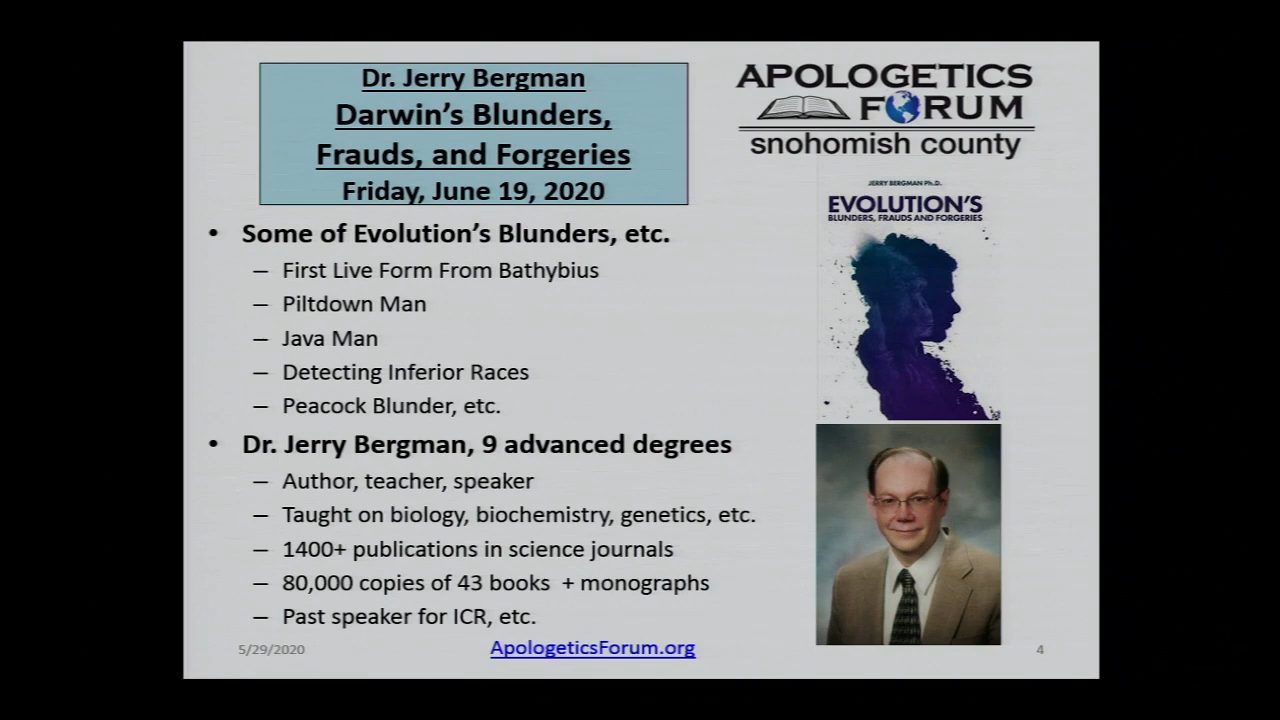 Dr. Jerry Bergman
Darwin's Blunders,
Frauds, and Forgeries
Friday, June 19, 2020
APOLOGETICS
FORUM
snohomish county
JERRY BERGMAN Ph.D.
EVOLUTION'S
BLUNDERS, FRAUDS AND FORGERIES
• Some of Evolution's Blunders, etc.
– First Live Form From Bathybius
– Piltdown Man
– Java Man
– Detecting Inferior Races
– Peacock Blunder, etc.
• Dr. Jerry Bergman, 9 advanced degrees
– Author, teacher, speaker
– Taught on biology, biochemistry, genetics, etc.
– 1400+ publications in science journals
– 80,000 copies of 43 books + monographs
– Past speaker for ICR, etc.
5/29/2020
ApologeticsForum.org
4